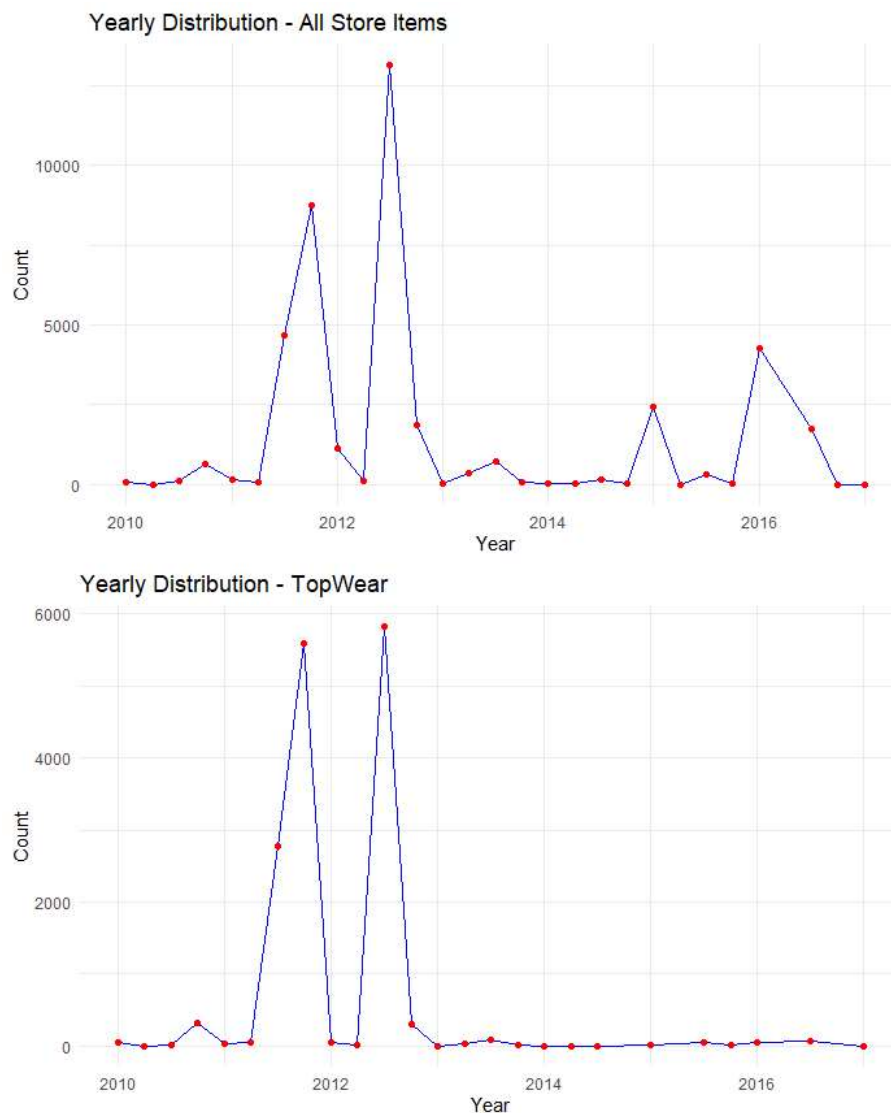 Yearly Distribution - All Store Items
10000
5000
0
Count
2010 2012 2014 2016
Year
Yearly Distribution - TopWear
6000
4000
2000
0
Count
2010 2012 2014 2016
Year